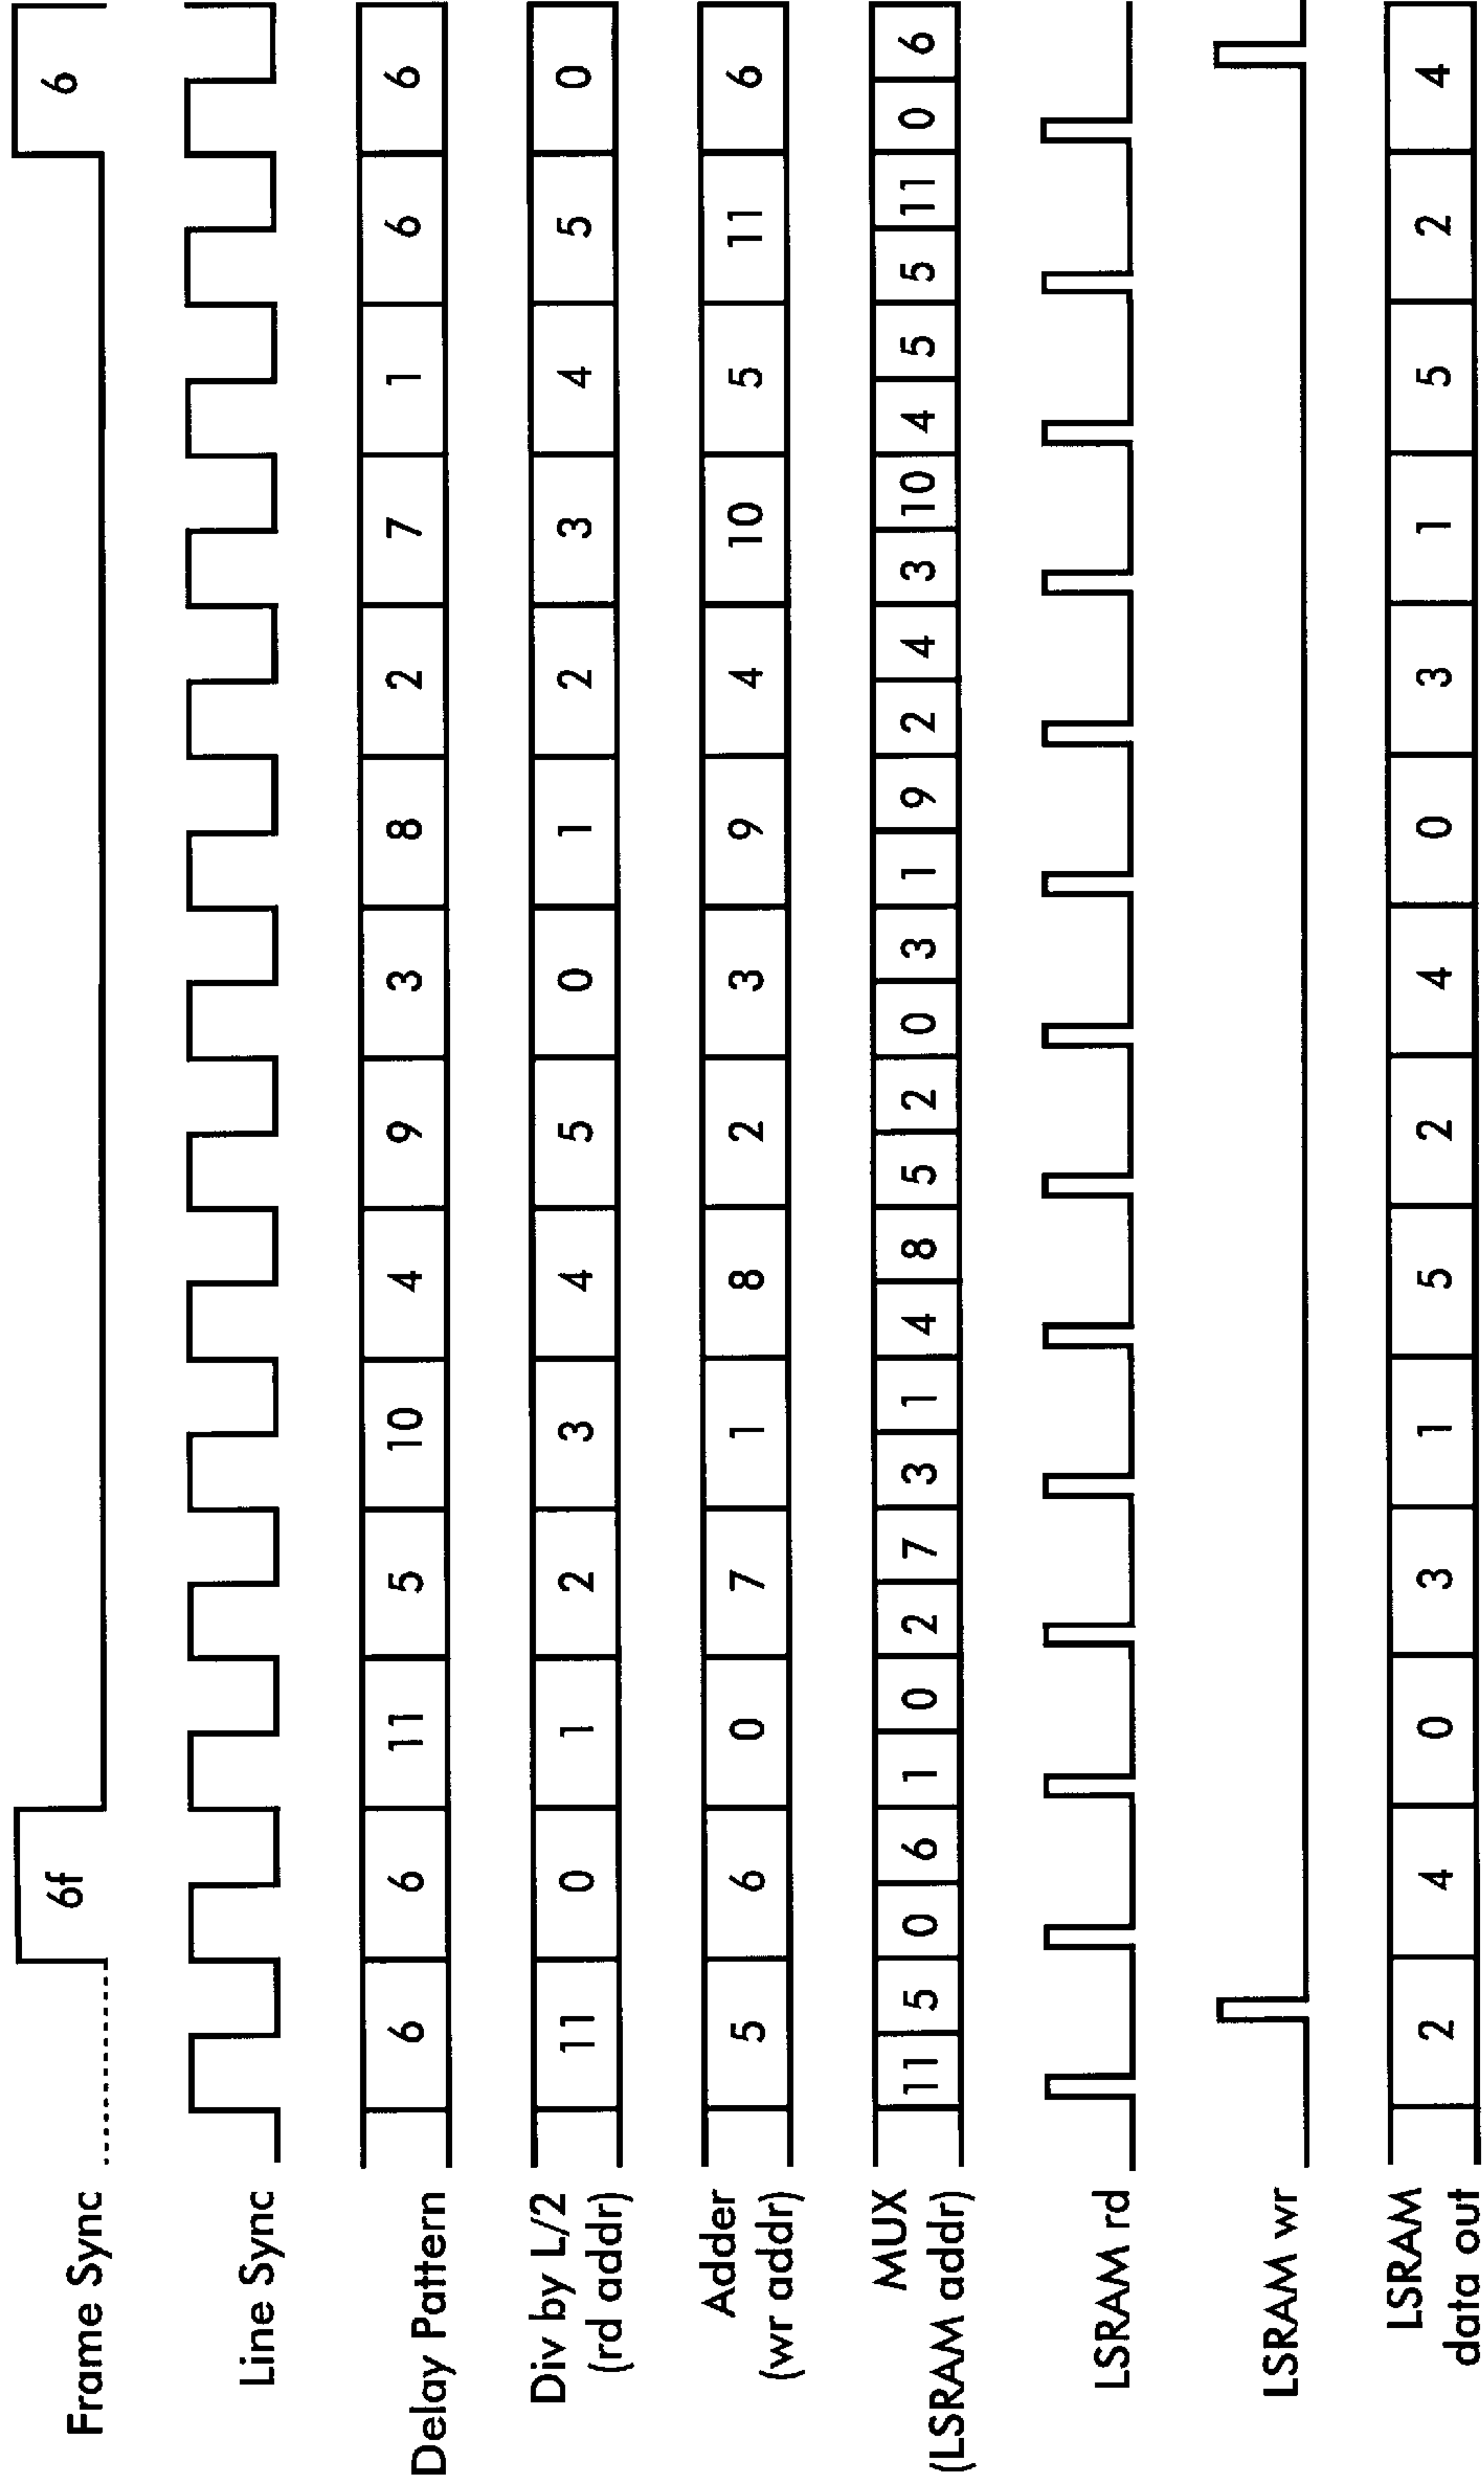 Frame Sync 6f 6
Line Sync
Delay Pattern 6 6 11 5 10 4 9 3 8 2 7 1 6 6
Div by L/2 11 0 1 2 3 4 5 0 1 2 3 4 5 0
(rd addr)
Adder 5 6 0 7 1 8 2 3 9 4 10 5 11 6
(wr addr)
MUX 11 5 0 6 1 0 2 7 3 1 4 8 5 2 0 3 1 9 2 4 3 10 4 5 5 11 0 6
(LSRAM addr)
LSRAM rd
LSRAM wr
LSRAM 2 4 0 3 1 5 2 4 0 3 1 5 2 4
data out